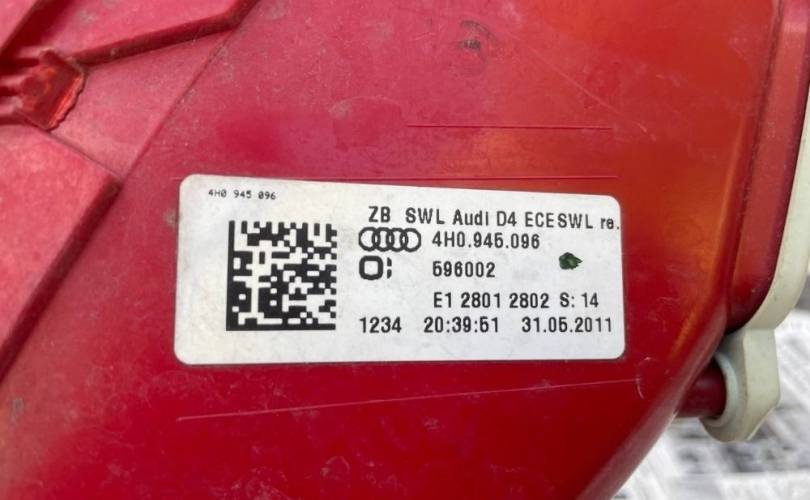 4H0 945 096
ZB SWL Audi D4 ECESWL re.
4H0.945.096
596002
E1 2801 2802 S: 14
1234 20:39:51 31.05.2011